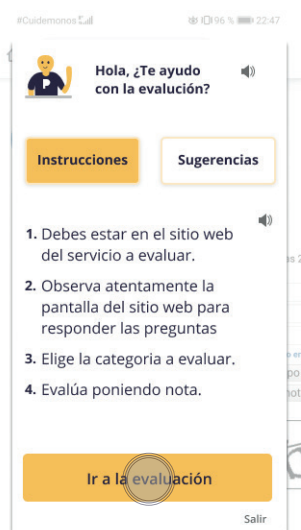 #Cuidemonos
96 % 22:47
Hola, ¿Te ayudo
con la evalución?
P
Instrucciones
Sugerencias
1. Debes estar en el sitio web
del servicio a evaluar.
2. Observa atentamente la
pantalla del sitio web para
responder las preguntas
3. Elige la categoria a evaluar.
4. Evalúa poniendo nota.
Ir a la evaluación
Salir